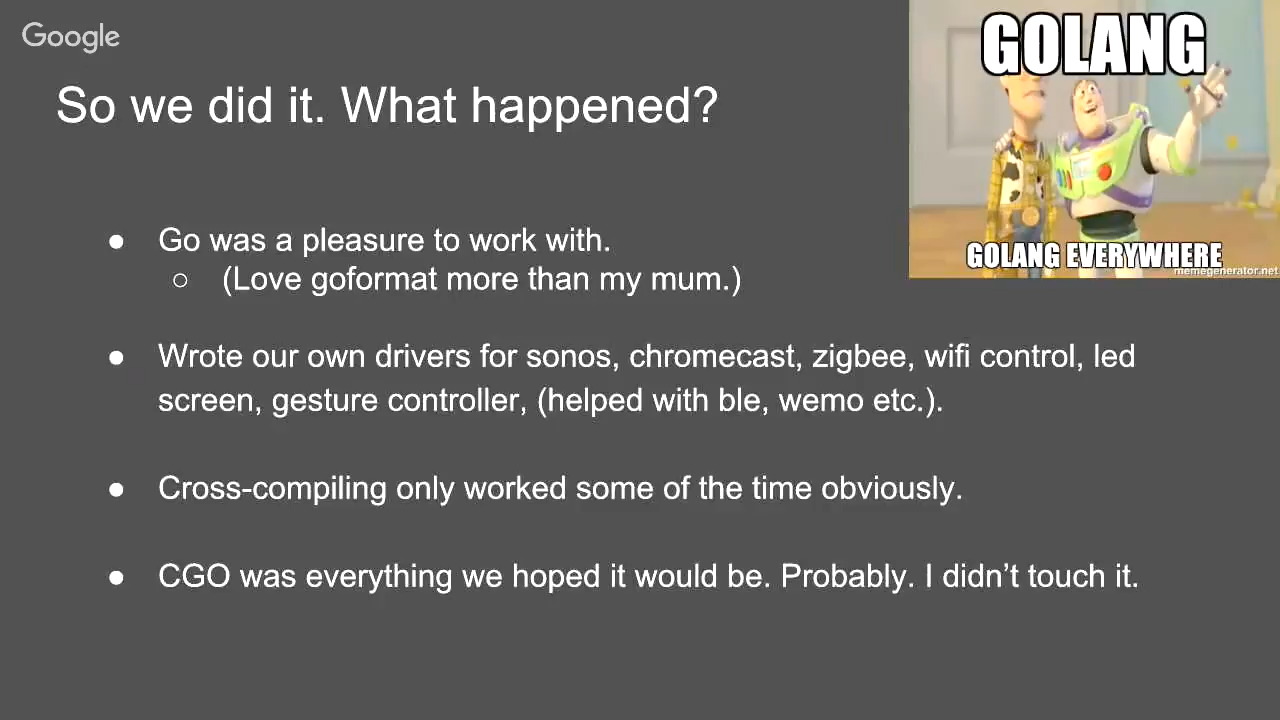 Google
GOLANG
So we did it. What happened?
GOLANG EVERYWHERE
memegenerator.net
● Go was a pleasure to work with.
○ (Love goformat more than my mum.)
● Wrote our own drivers for sonos, chromecast, zigbee, wifi control, led
screen, gesture controller, (helped with ble, wemo etc.).
● Cross-compiling only worked some of the time obviously.
● CGO was everything we hoped it would be. Probably. I didn’t touch it.